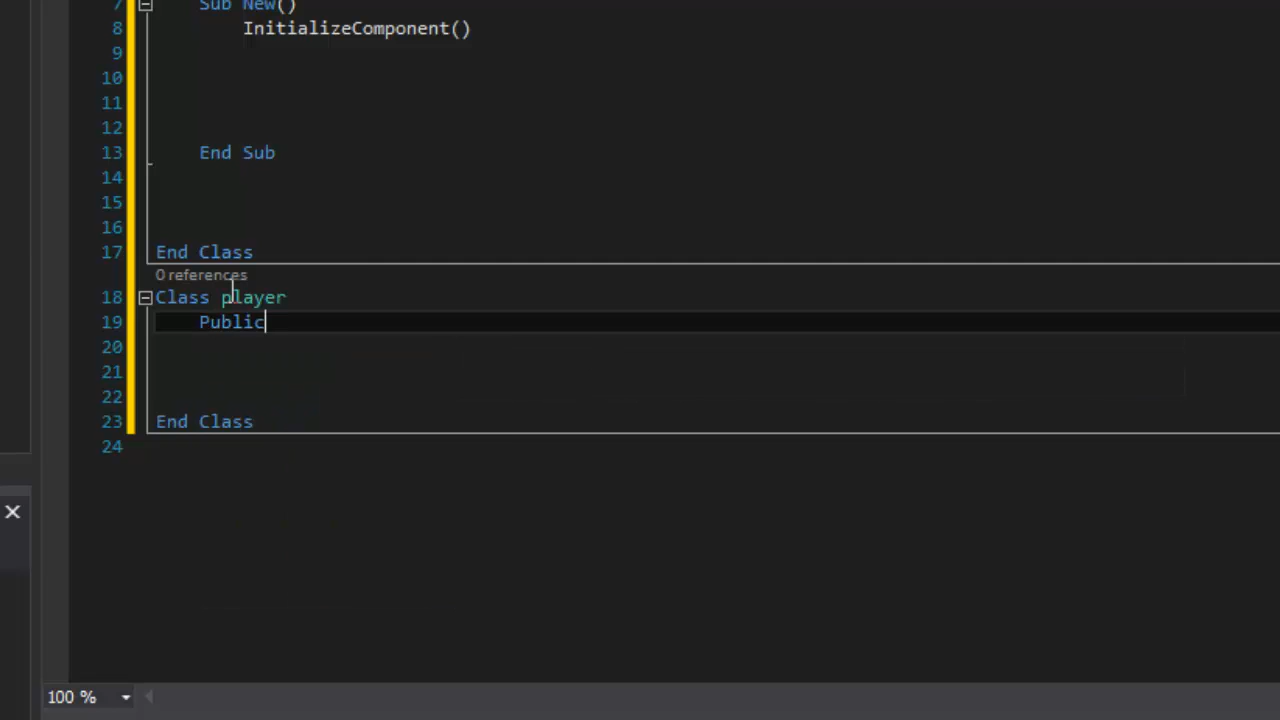 7 Sub New()
8 InitializeComponent()
9
10
11
12
13 End Sub
14
15
16
17 End Class
0 references
18 Class player
19 Public
20
21
22
23 End Class
24
100 %